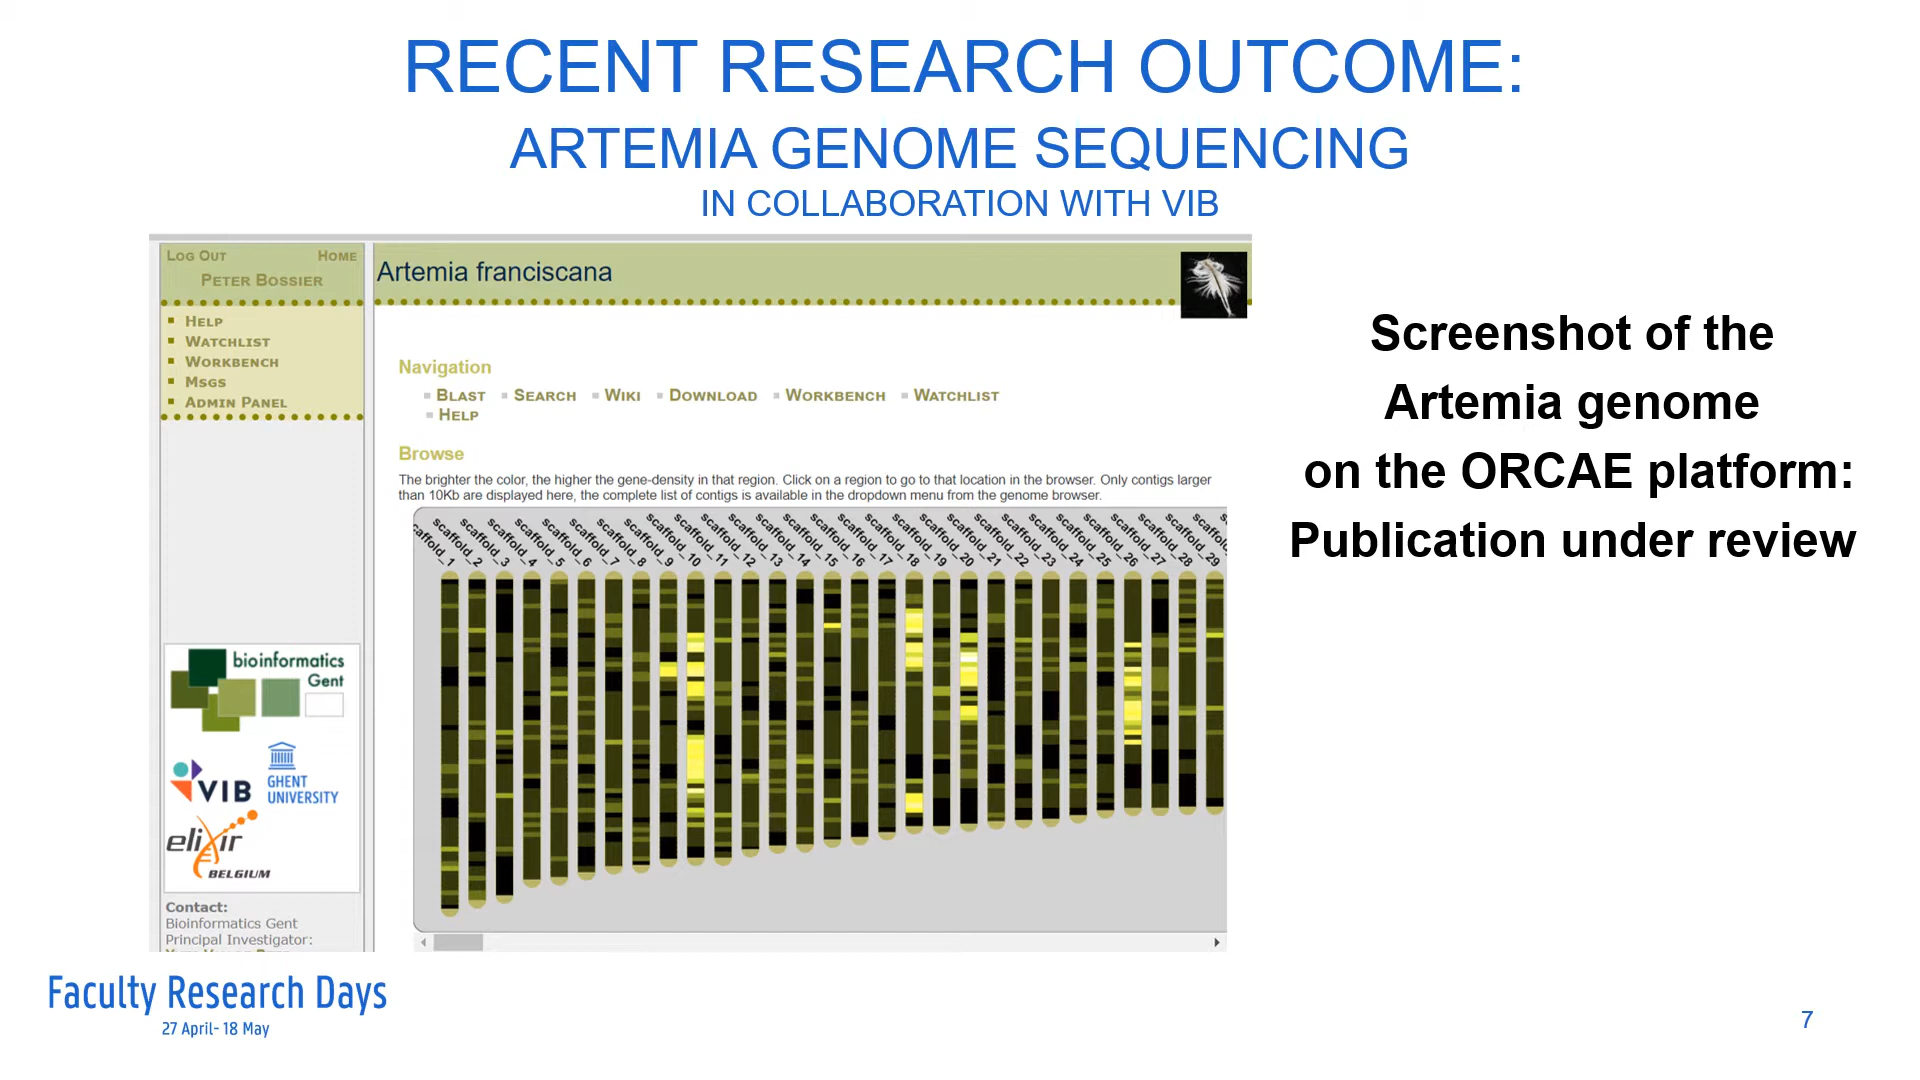 RECENT RESEARCH OUTCOME:
ARTEMIA GENOME SEQUENCING
IN COLLABORATION WITH VIB
LOG OUT HOME
PETER BOSSIER
HELP
WATCHLIST
WORKBENCH
MSGS
ADMIN PANEL
Artemia franciscana
Navigation
BLAST SEARCH WIKI DOWNLOAD WORKBENCH WATCHLIST
HELP
Browse
The brighter the color, the higher the gene-density in that region. Click on a region to go to that location in the browser. Only contigs larger
than 10Kb are displayed here, the complete list of contigs is available in the dropdown menu from the genome browser.
caffold_1
scaffold_2
scaffold_3
scaffold_4
scaffold_5
scaffold_6
scaffold_7
scaffold_8
scaffold_9
scaffold_10
scaffold_11
scaffold_12
scaffold_13
scaffold_14
scaffold_15
scaffold_16
scaffold_17
scaffold_18
scaffold_19
scaffold_20
scaffold_21
scaffold_22
scaffold_23
scaffold_24
scaffold_25
scaffold_26
scaffold_27
scaffold_28
scaffold_29
bioinformatics
Gent
VIB
GHENT
UNIVERSITY
elixir
BELGIUM
Contact:
Bioinformatics Gent
Principal Investigator:
Screenshot of the
Artemia genome
on the ORCAE platform:
Publication under review
Faculty Research Days
27 April- 18 May
7